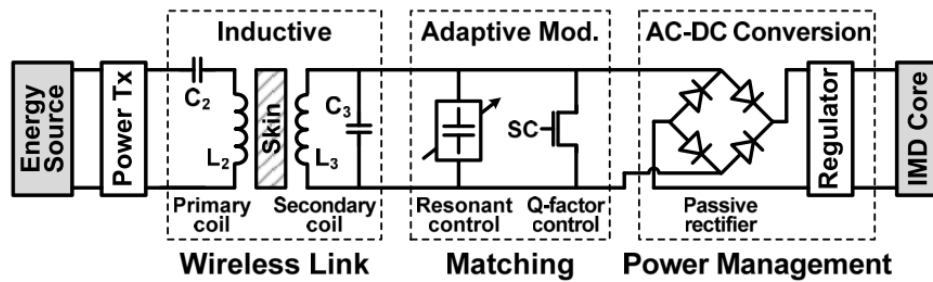 Inductive
Adaptive Mod.
AC-DC Conversion
Energy
Source
Power Tx
C2
L2
Skin
C3
L3
SC
Regulator
IMD Core
Primary
coil
Secondary
coil
Resonant
control
Q-factor
control
Passive
rectifier
Wireless Link
Matching
Power Management